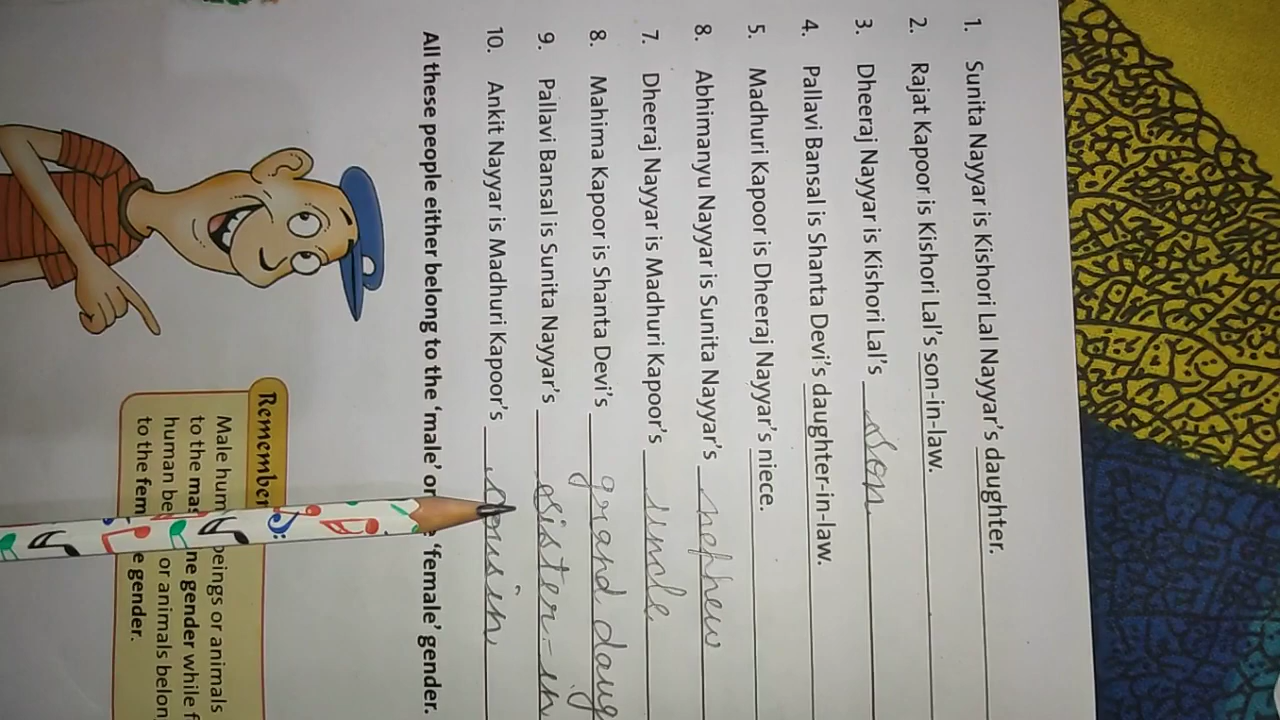 1. Sunita Nayyar is Kishori Lal Nayyar's daughter.
2. Rajat Kapoor is Kishori Lal's son-in-law.
3. Dheeraj Nayyar is Kishori Lal's son
4. Pallavi Bansal is Shanta Devi's daughter-in-law.
5. Madhuri Kapoor is Dheeraj Nayyar's niece.
8. Abhimanyu Nayyar is Sunita Nayyar's nephew
7. Dheeraj Nayyar is Madhuri Kapoor's uncle
8. Mahima Kapoor is Shanta Devi's grand daug
9. Pallavi Bansal is Sunita Nayyar's sister-in
10. Ankit Nayyar is Madhuri Kapoor's cousin
All these people either belong to the 'male' or 'female' gender.
Remember
Male hum beings or animals
to the mas ne gender while f
human be or animals belon
to the fem e gender.